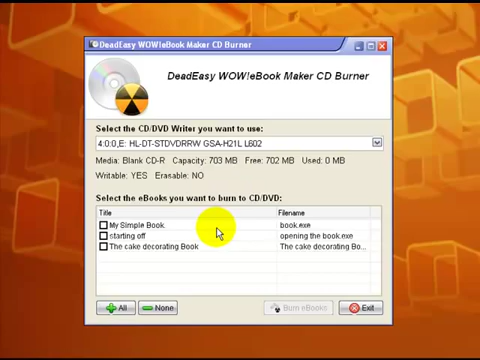 DeadEasy WOW!eBook Maker CD Burner
DeadEasy WOW!eBook Maker CD Burner
Select the CD/DVD Writer you want to use:
4:0:0,E: HL-DT-STDVDRRW GSA-H21L L602
Media: Blank CD-R Capacity: 703 MB Free: 702 MB Used: 0 MB
Writable: YES Erasable: NO
Select the eBooks you want to burn to CD/DVD:
Title Filename
My Simple Book. book.exe
starting off opening the book.exe
The cake decorating Book The cake decorating Bo...
All None Burn eBooks Exit